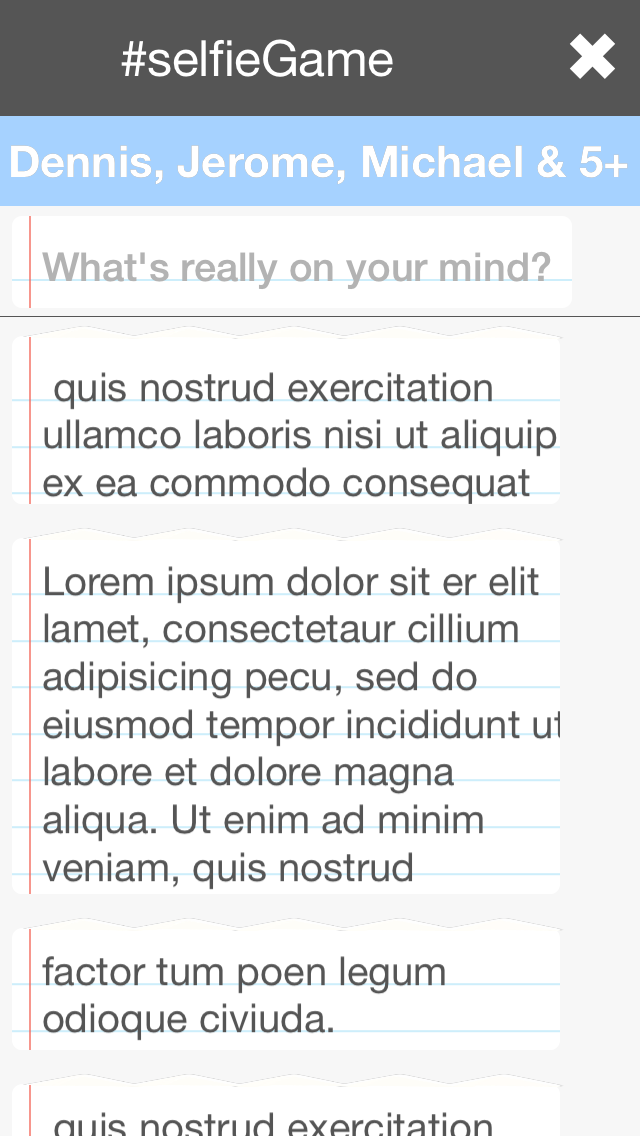 #selfieGame
Dennis, Jerome, Michael & 5+
What's really on your mind?
quis nostrud exercitation
ullamco laboris nisi ut aliquip
ex ea commodo consequat
Lorem ipsum dolor sit er elit
lamet, consectetaur cillium
adipisicing pecu, sed do
eiusmod tempor incididunt ut
labore et dolore magna
aliqua. Ut enim ad minim
veniam, quis nostrud
factor tum poen legum
odioque civiuda.
quis nostrud exercitation